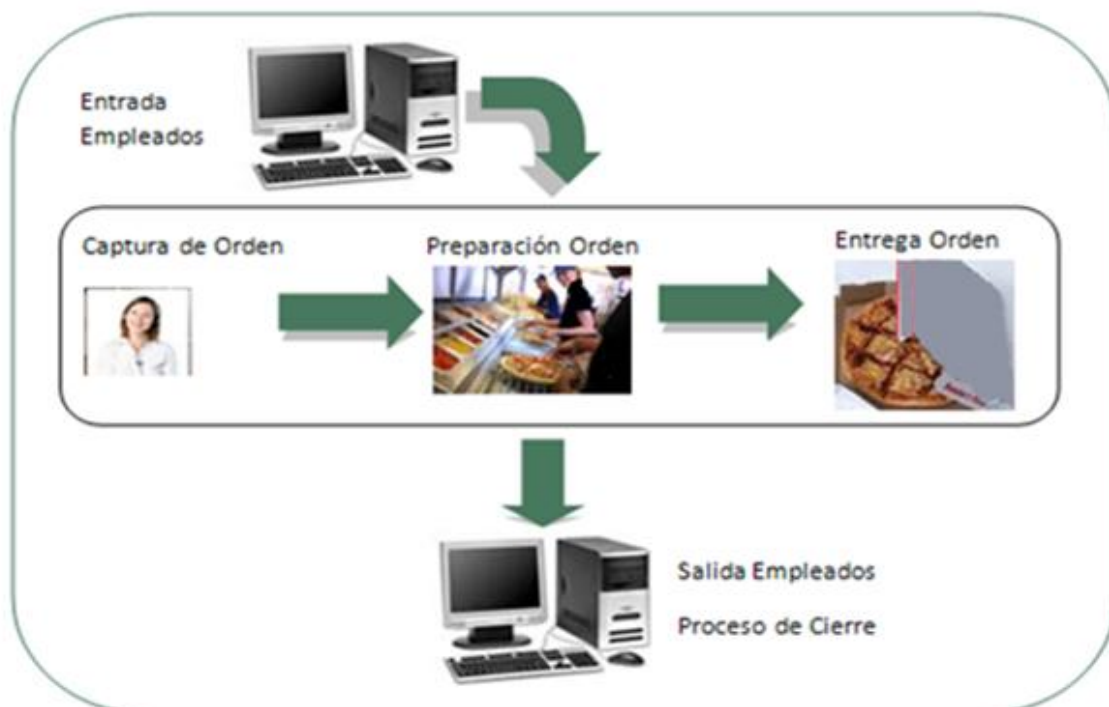 Entrada
Empleados
Captura de Orden
Preparación Orden
Entrega Orden
Salida Empleados
Proceso de Cierre